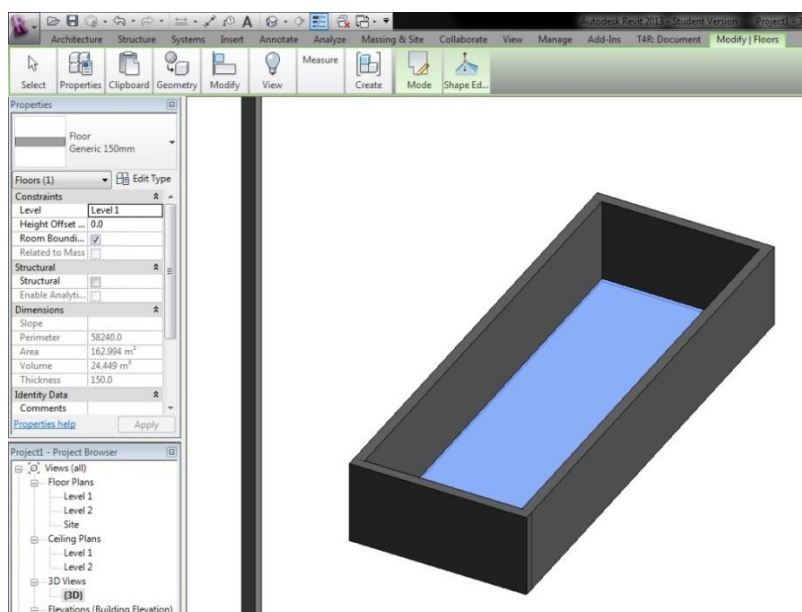 Autodesk Revit 2013 - Student Version - Project1 - 3
Architecture Structure Systems Insert Annotate Analyze Massing & Site Collaborate View Manage Add-Ins T4R: Document Modify | Floors
Select Properties Clipboard Geometry Modify View Measure Create Mode Shape Ed...
Properties
Floor
Generic 150mm
Floors (1) Edit Type
Constraints
Level Level 1
Height Offset ... 0.0
Room Boundi...
Related to Mass
Structural
Structural
Enable Analyti...
Dimensions
Slope
Perimeter 58240.0
Area 162.994 m²
Volume 24.449 m³
Thickness 150.0
Identity Data
Comments
Properties help Apply
Project1 - Project Browser
Views (all)
Floor Plans
Level 1
Level 2
Site
Ceiling Plans
Level 1
Level 2
3D Views
{3D}
Elevations (Building Elevation)